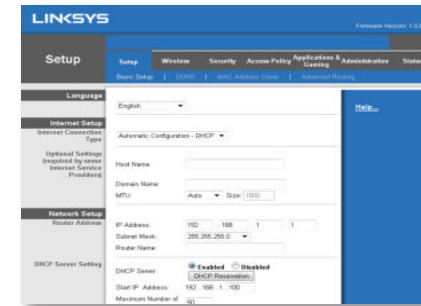 LINKSYS
Firmware Version: 1.0.0
Setup
Setup Wireless Security Access Policy Applications & Gaming Administration Status
Basic Setup | DDNS | MAC Address Clone | Advanced Routing
Language
English
Help...
Internet Setup
Internet Connection Type
Automatic Configuration - DHCP
Optional Settings
(required by some
Internet Service
Providers)
Host Name:
Domain Name:
MTU: Auto Size: 1500
Network Setup
Router Address
IP Address: 192 168 1 1
Subnet Mask: 255.255.255.0
Router Name:
DHCP Server Setting
DHCP Server: Enabled Disabled
DHCP Reservation
Start IP Address: 192 168 1 100
Maximum Number of
50